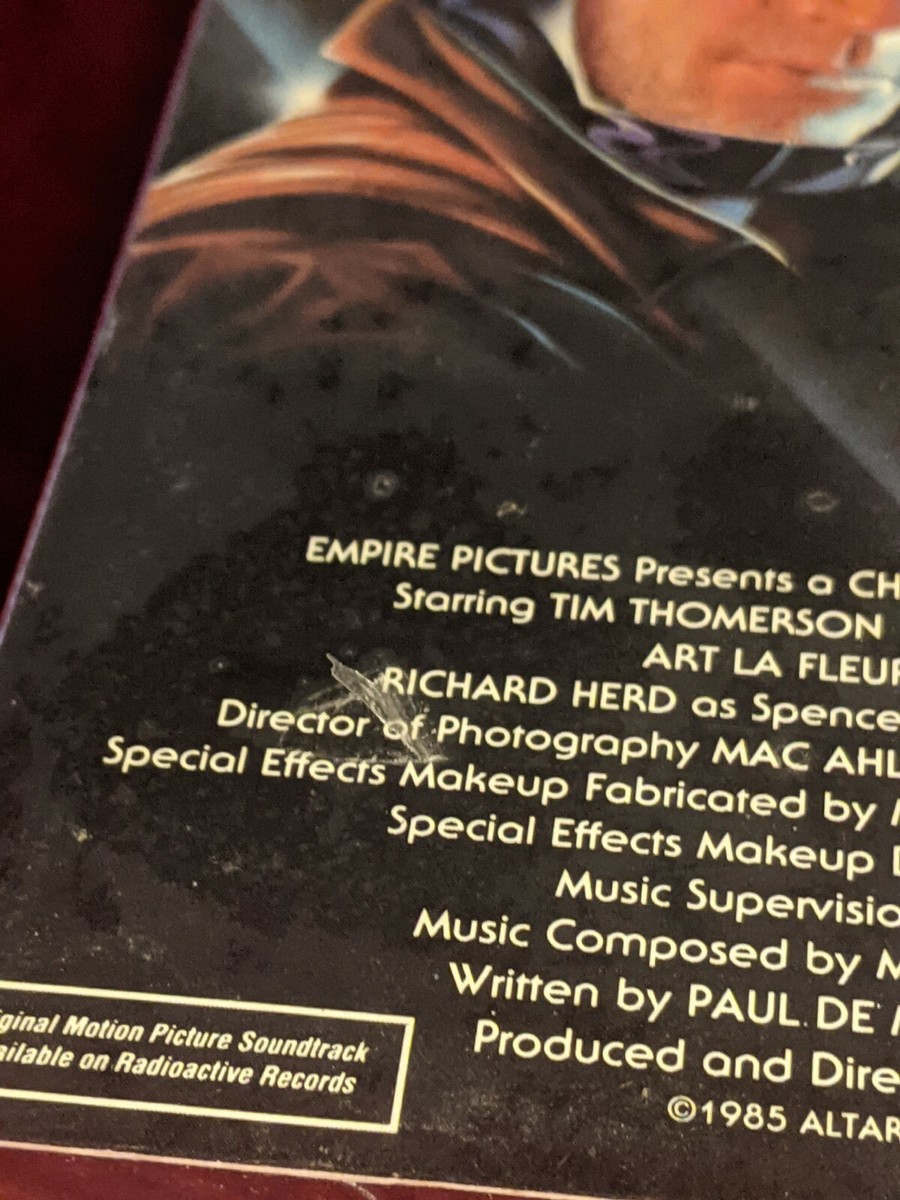 EMPIRE PICTURES Presents a CH
Starring TIM THOMERSON
ART LA FLEUR
RICHARD HERD as Spence
Director of Photography MAC AHL
Special Effects Makeup Fabricated by
Special Effects Makeup
Music Supervisio
Music Composed by M
Written by PAUL DE
Produced and Dire
©1985 ALTAR
ginal Motion Picture Soundtrack
ailable on Radioactive Records